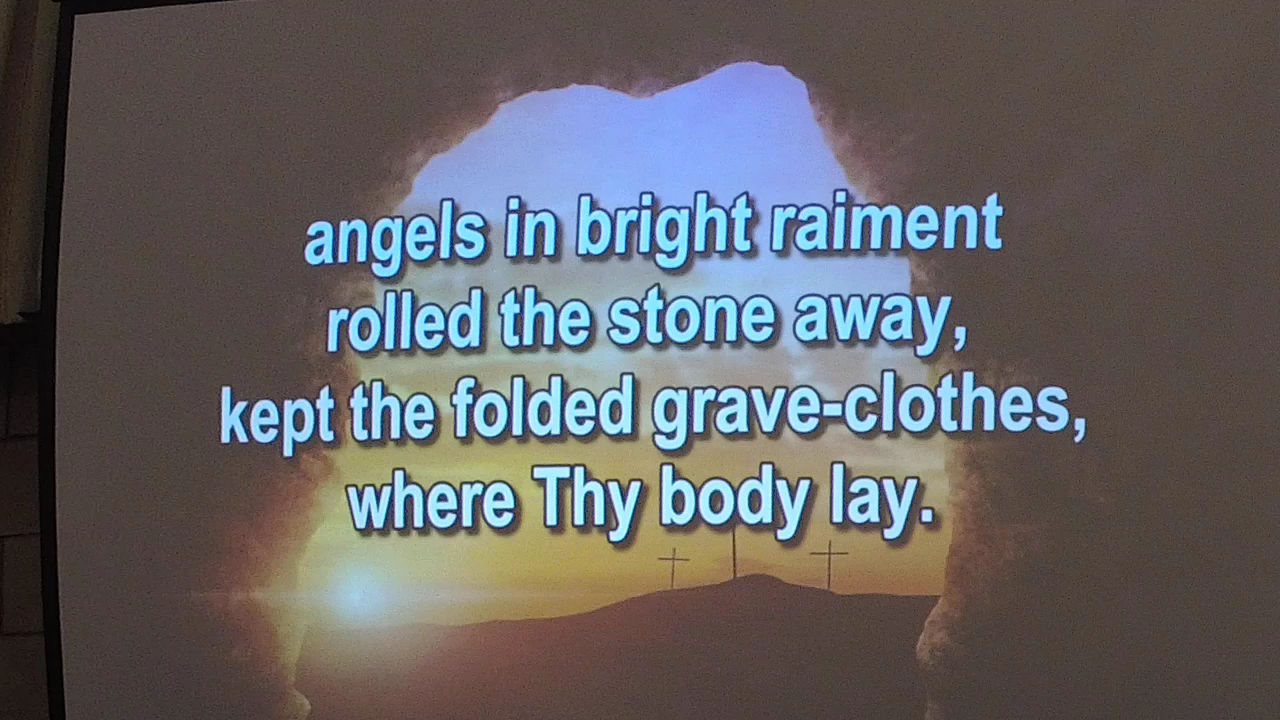 angels in bright raiment
rolled the stone away,
kept the folded grave-clothes,
where Thy body lay.